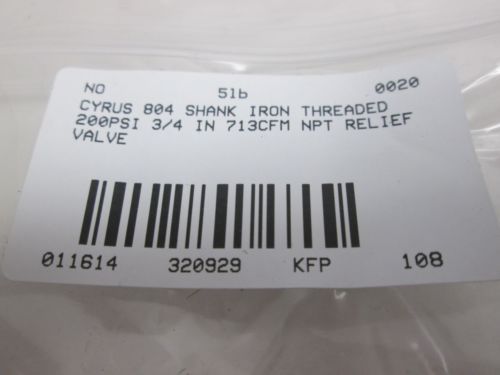 NO 51b 0020
CYRUS 804 SHANK IRON THREADED
200PSI 3/4 IN 713CFM NPT RELIEF
VALVE
011614 320929 KFP 108